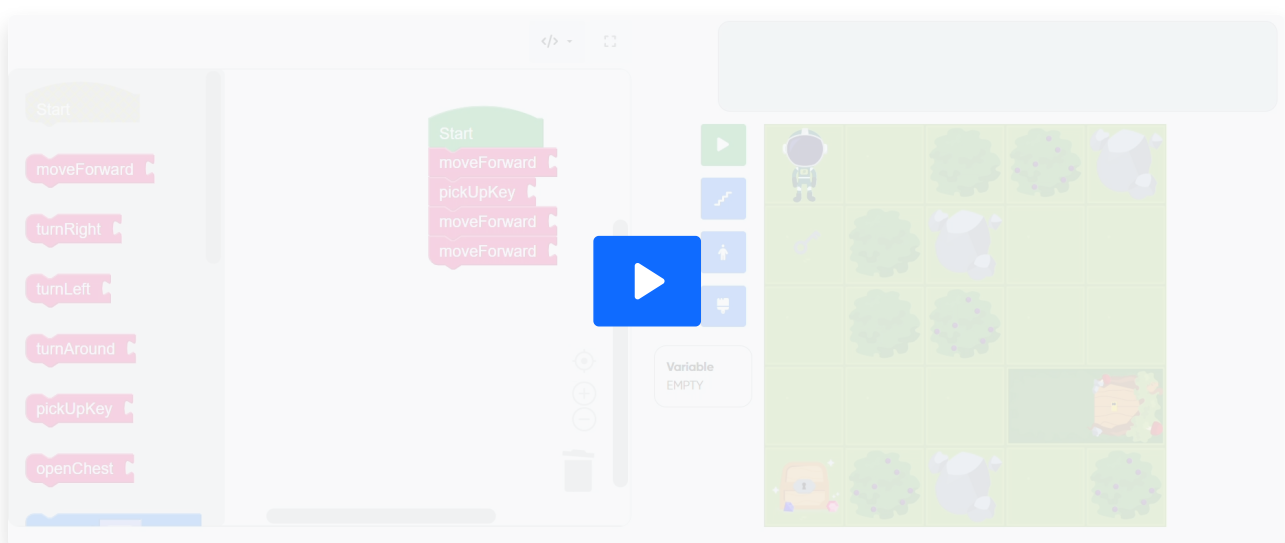 </>
Start
moveForward
turnRight
turnLeft
turnAround
pickUpKey
openChest
Start
moveForward
pickUpKey
moveForward
moveForward
Variable
EMPTY